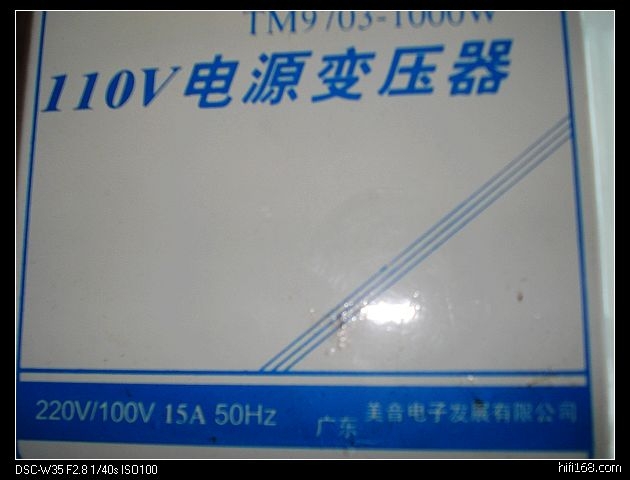 TM9703-1000W
110V电源变压器
220V/100V 15A 50Hz
广东 美音电子发展有限公司
DSC-W35 F2.8 1/40s ISO100
hifi168.com